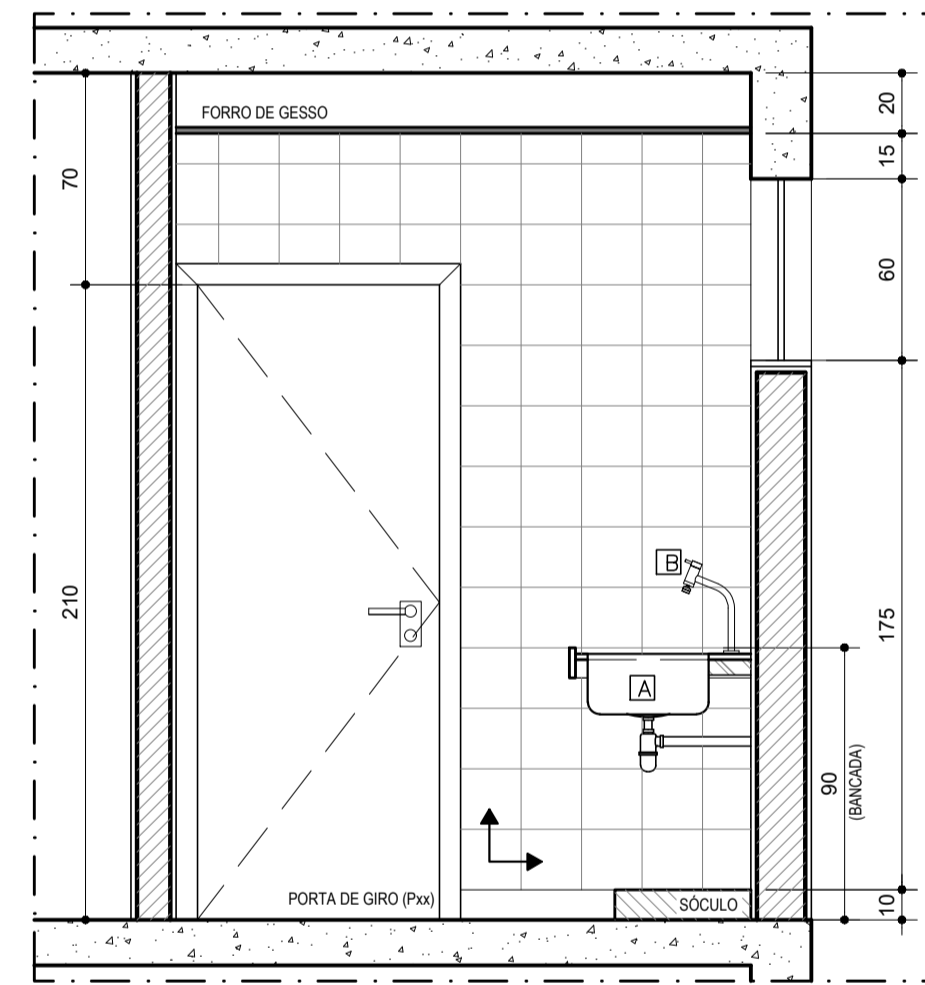 FORRO DE GESSO
20
15
70
60
210
B
175
A
90
(BANCADA)
PORTA DE GIRO (Pxx)
SÓCULO
10